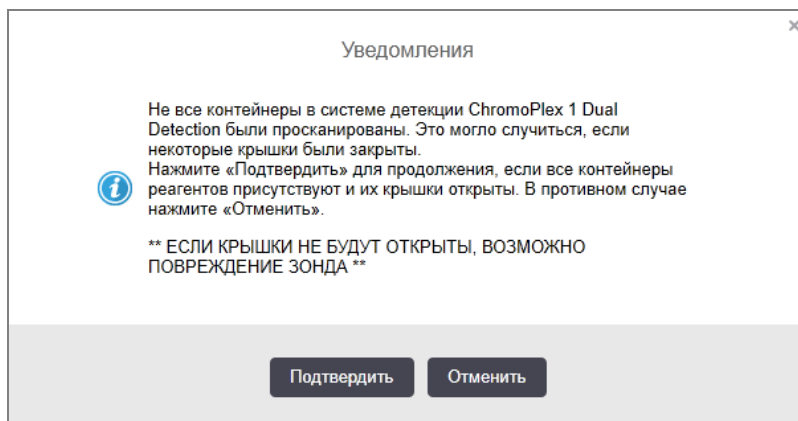 Уведомления
Не все контейнеры в системе детекции ChromoPlex 1 Dual
Detection были просканированы. Это могло случиться, если
некоторые крышки были закрыты.
Нажмите «Подтвердить» для продолжения, если все контейнеры
реагентов присутствуют и их крышки открыты. В противном случае
нажмите «Отменить».
** ЕСЛИ КРЫШКИ НЕ БУДУТ ОТКРЫТЫ, ВОЗМОЖНО
ПОВРЕЖДЕНИЕ ЗОНДА **
Подтвердить Отменить